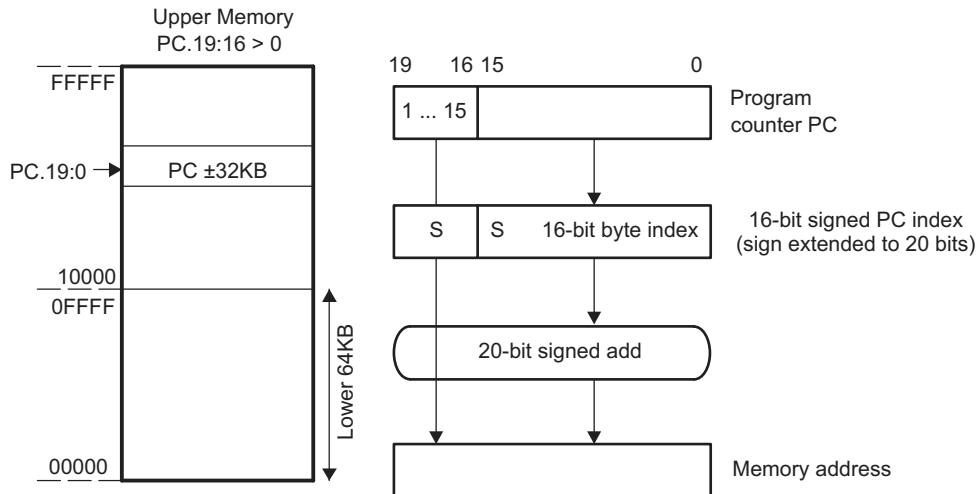 Upper Memory
PC.19:16 > 0
FFFFF
PC.19:0
PC ±32KB
10000
0FFFF
Lower 64KB
00000
19 16 15 0
1 ... 15
Program
counter PC
S S 16-bit byte index
16-bit signed PC index
(sign extended to 20 bits)
20-bit signed add
Memory address